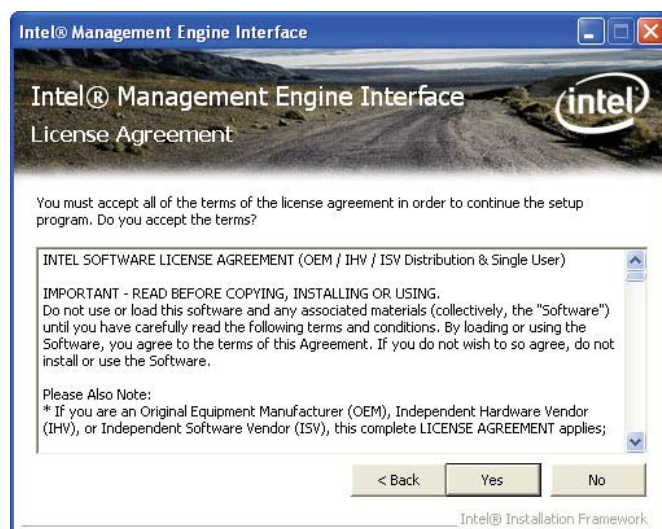 Intel® Management Engine Interface
Intel® Management Engine Interface
intel
License Agreement
You must accept all of the terms of the license agreement in order to continue the setup
program. Do you accept the terms?
INTEL SOFTWARE LICENSE AGREEMENT (OEM / IHV / ISV Distribution & Single User)
IMPORTANT - READ BEFORE COPYING, INSTALLING OR USING.
Do not use or load this software and any associated materials (collectively, the "Software")
until you have carefully read the following terms and conditions. By loading or using the
Software, you agree to the terms of this Agreement. If you do not wish to so agree, do not
install or use the Software.
Please Also Note:
* If you are an Original Equipment Manufacturer (OEM), Independent Hardware Vendor
(IHV), or Independent Software Vendor (ISV), this complete LICENSE AGREEMENT applies;
< Back Yes No
Intel® Installation Framework